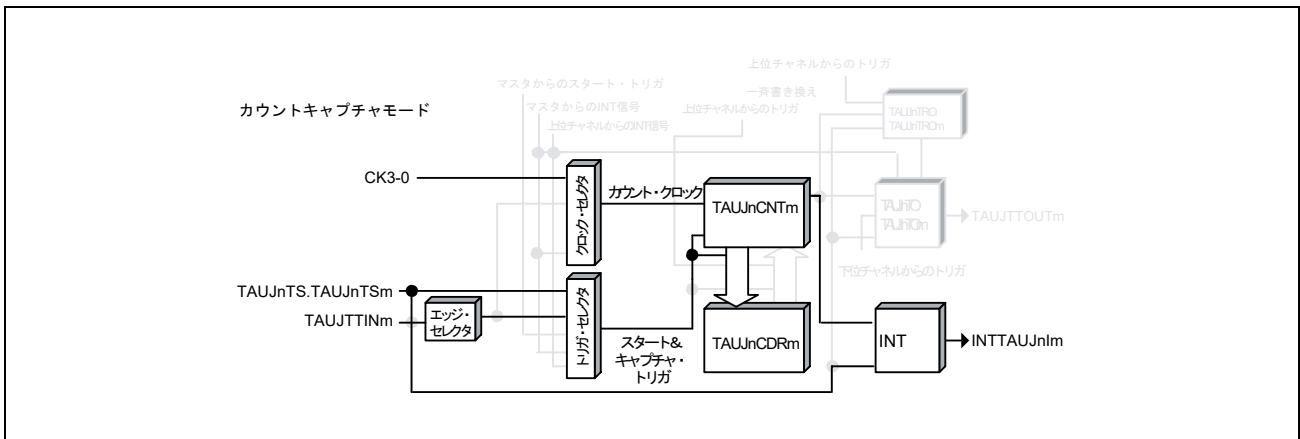 上位チャネルからのトリガ
マスタからのスタート・トリガ
一斉書き換え
カウントキャプチャモード
マスタからのINT信号
上位チャネルからのトリガ
TAUJnTRO
TAUJnTROm
上位チャネルからのINT信号
CK3-0
クロック・セレクタ
カウント・クロック
TAUJnCNTm
TAUJnTO
TAUJnTOm
TAUJTTOUTm
下位チャネルからのトリガ
TAUJnTS.TAUJnTSm
TAUJTTINm
エッジ・
セレクタ
トリガ・セレクタ
スタート&
キャプチャ・
トリガ
TAUJnCDRm
INT
INTTAUJnIm